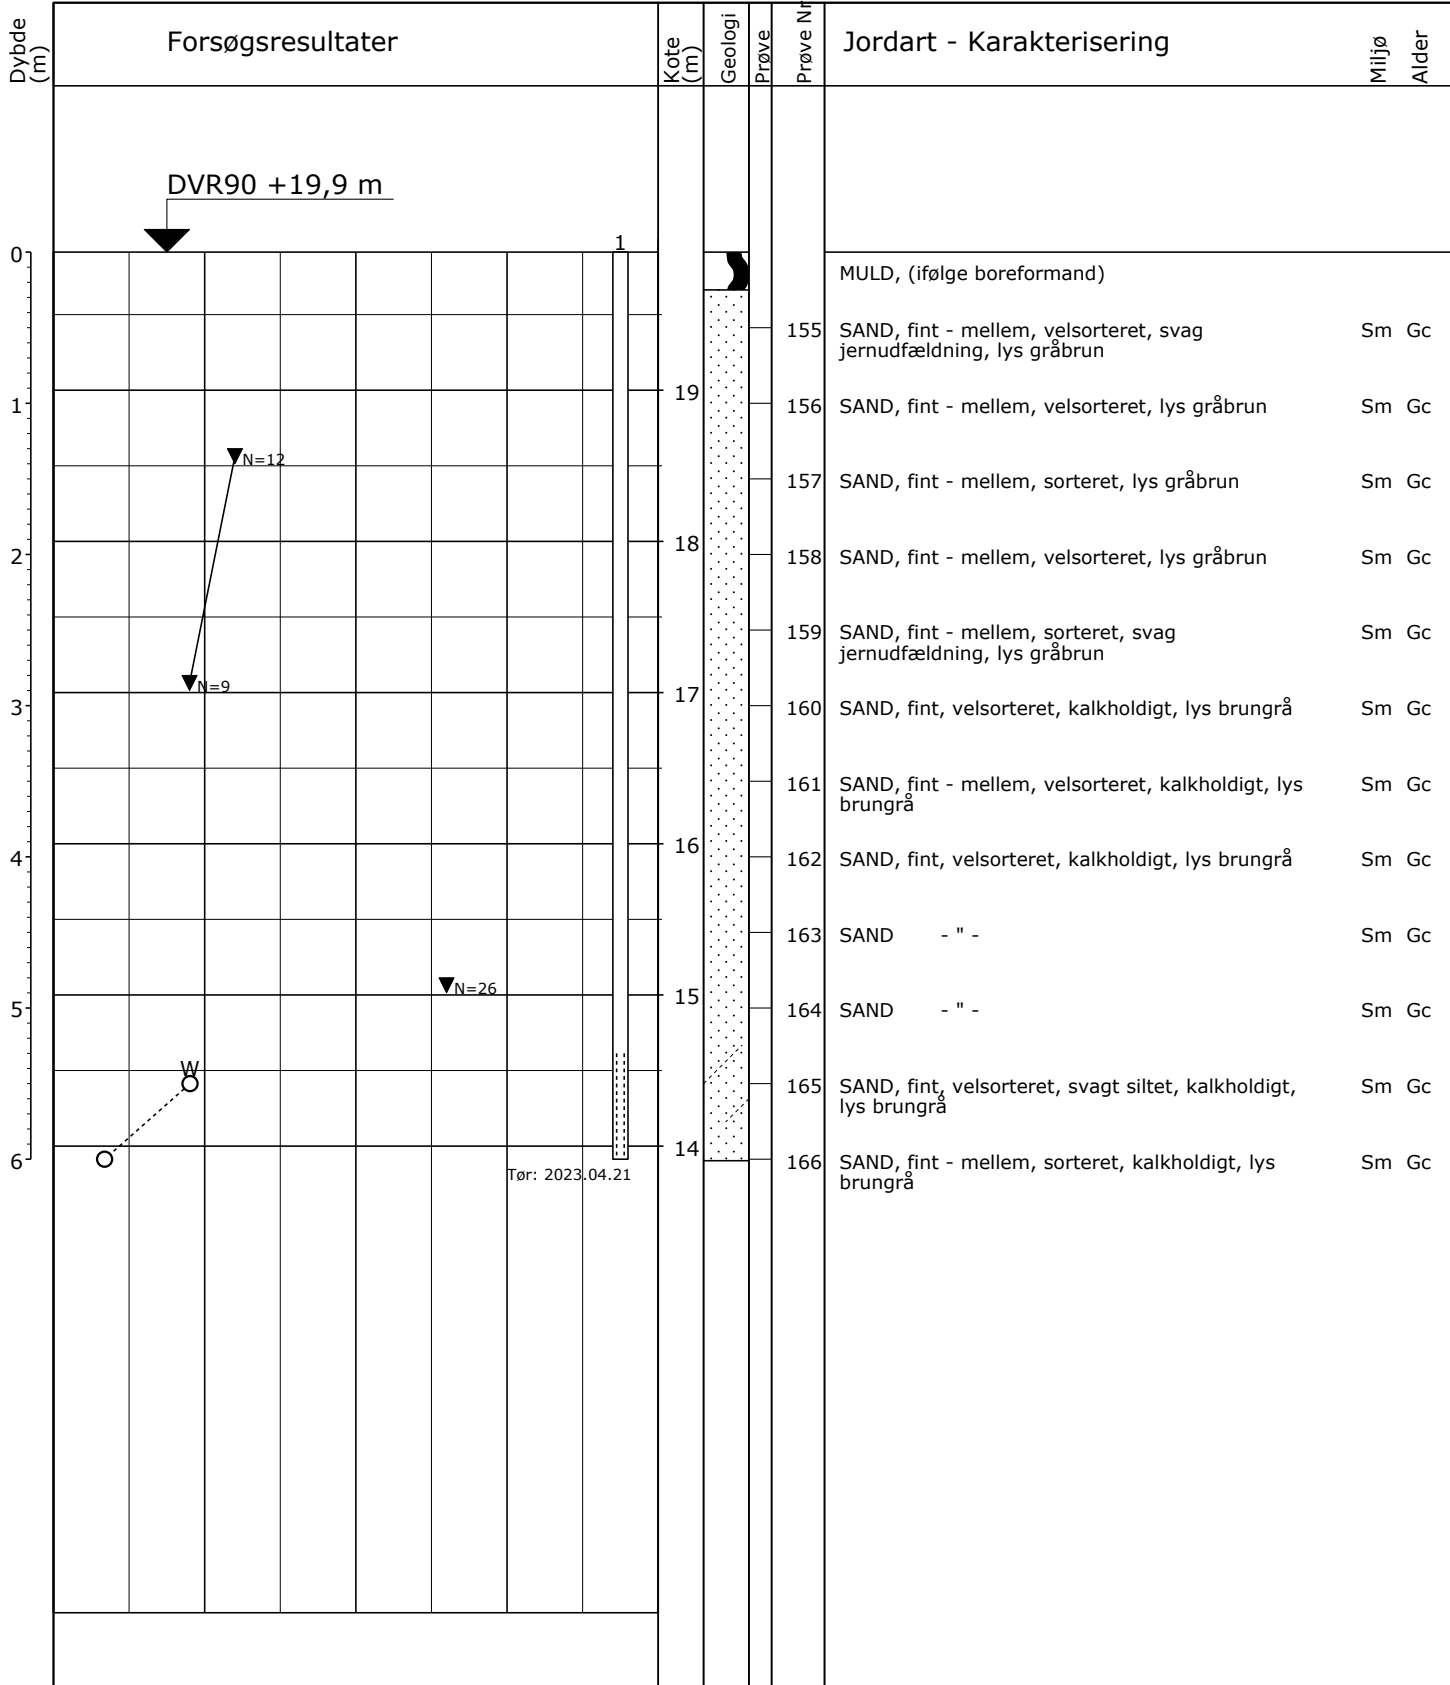 Dybde
(m)
Forsøgsresultater
Kote
(m)
Geologi
Prøve
Prøve Nr
Jordart - Karakterisering
Miljø
Alder
DVR90 +19,9 m
0
1
MULD, (ifølge boreformand)
155 SAND, fint - mellem, velsorteret, svag Sm Gc
jernudfældning, lys gråbrun
19
1
156 SAND, fint - mellem, velsorteret, lys gråbrun Sm Gc
N=12
157 SAND, fint - mellem, sorteret, lys gråbrun Sm Gc
18
2
158 SAND, fint - mellem, velsorteret, lys gråbrun Sm Gc
159 SAND, fint - mellem, sorteret, svag Sm Gc
jernudfældning, lys gråbrun
N=9
17
3
160 SAND, fint, velsorteret, kalkholdigt, lys brungrå Sm Gc
161 SAND, fint - mellem, velsorteret, kalkholdigt, lys Sm Gc
brungrå
16
4
162 SAND, fint, velsorteret, kalkholdigt, lys brungrå Sm Gc
163 SAND - " - Sm Gc
N=26
15
5
164 SAND - " - Sm Gc
W
165 SAND, fint, velsorteret, svagt siltet, kalkholdigt, Sm Gc
lys brungrå
14
6
166 SAND, fint - mellem, sorteret, kalkholdigt, lys Sm Gc
brungrå
Tør: 2023.04.21